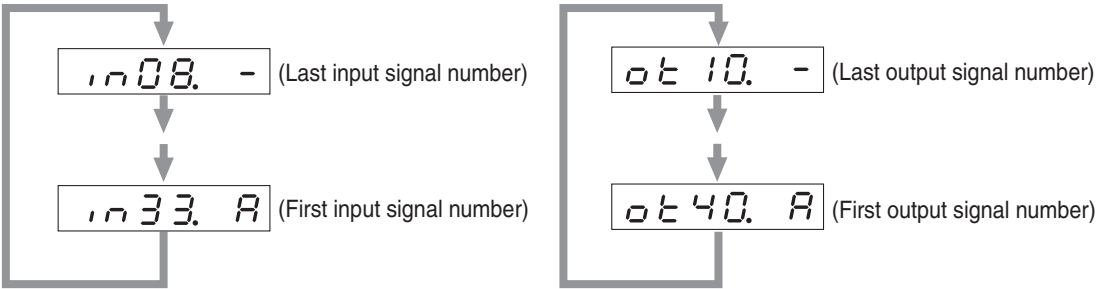 in08. - (Last input signal number)
in33. A (First input signal number)
ot10. - (Last output signal number)
ot40. A (First output signal number)